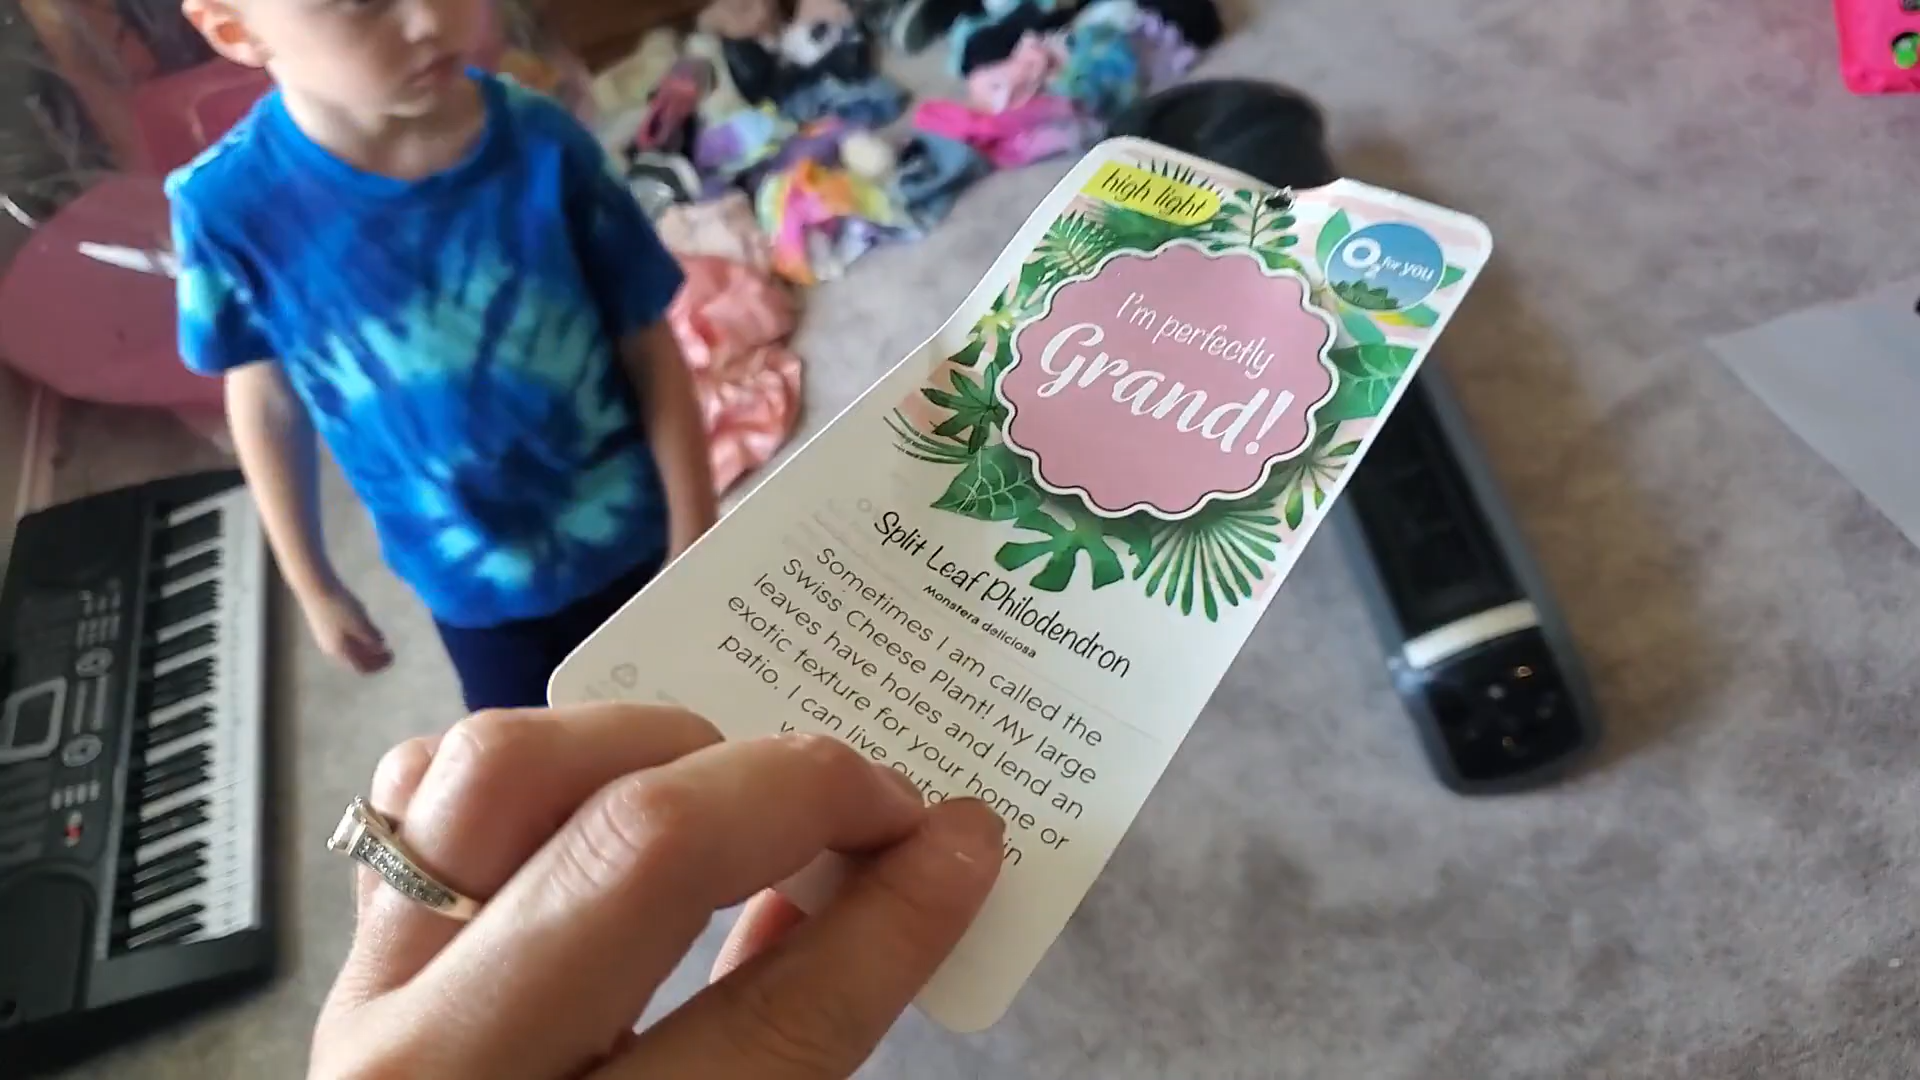 high light
O2 for you
I'm perfectly
Grand!
Split Leaf Philodendron
Monstera deliciosa
Sometimes I am called the
Swiss Cheese Plant! My large
leaves have holes and lend an
exotic texture for your home or
patio. I can live in